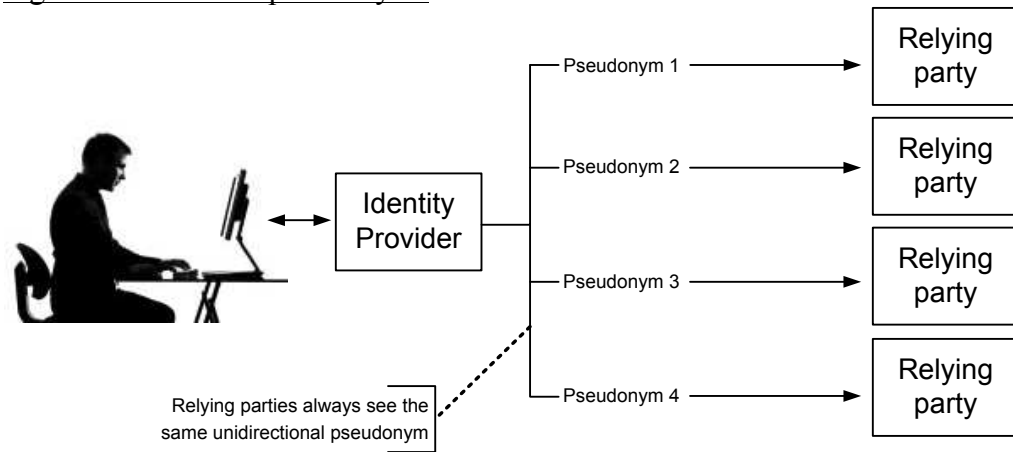 Pseudonym 1
Relying
party
Pseudonym 2
Relying
party
Identity
Provider
Pseudonym 3
Relying
party
Pseudonym 4
Relying
party
Relying parties always see the
same unidirectional pseudonym